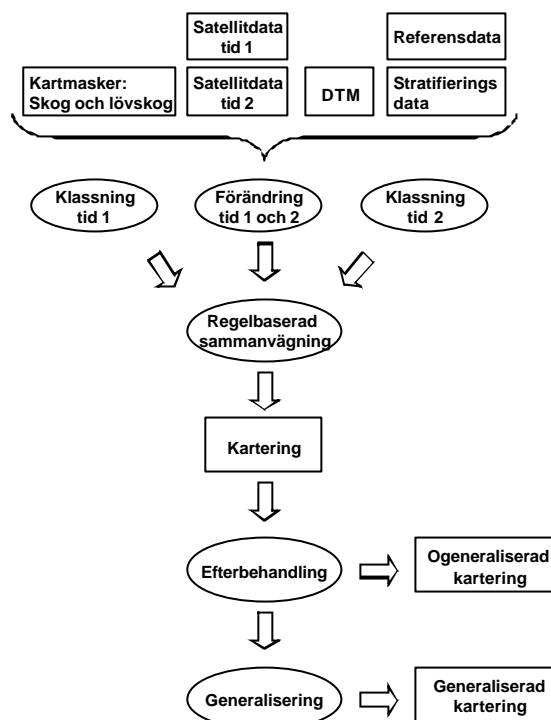 Satellitdata
tid 1
Referensdata
Kartmasker:
Skog och lövskog
Satellitdata
tid 2
DTM
Stratifierings
data
Klassning
tid 1
Förändring
tid 1 och 2
Klassning
tid 2
Regelbaserad
sammanvägning
Kartering
Efterbehandling
Ogeneraliserad
kartering
Generalisering
Generaliserad
kartering